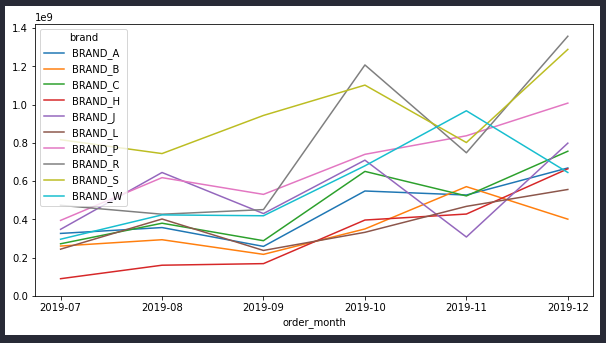 1e9
1.4
1.2
1.0
0.8
0.6
0.4
0.2
0.0
brand
BRAND_A
BRAND_B
BRAND_C
BRAND_H
BRAND_J
BRAND_L
BRAND_P
BRAND_R
BRAND_S
BRAND_W
2019-07 2019-08 2019-09 2019-10 2019-11 2019-12
order_month